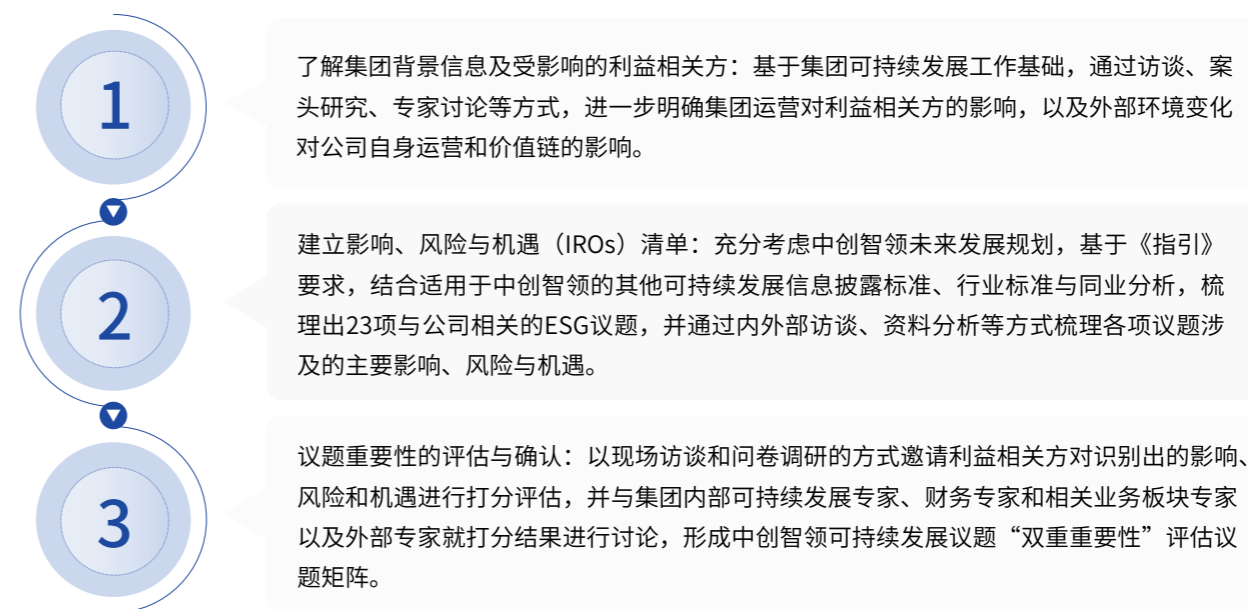 1
了解集团背景信息及受影响的利益相关方：基于集团可持续发展工作基础，通过访谈、案
头研究、专家讨论等方式，进一步明确集团运营对利益相关方的影响，以及外部环境变化
对公司自身运营和价值链的影响。
2
建立影响、风险与机遇（IROs）清单：充分考虑中创智领未来发展规划，基于《指引》
要求，结合适用于中创智领的其他可持续发展信息披露标准、行业标准与同业分析，梳
理出23项与公司相关的ESG议题，并通过内外部访谈、资料分析等方式梳理各项议题涉
及的主要影响、风险与机遇。
3
议题重要性的评估与确认：以现场访谈和问卷调研的方式邀请利益相关方对识别出的影响、
风险和机遇进行打分评估，并与集团内部可持续发展专家、财务专家和相关业务板块专家
以及外部专家就打分结果进行讨论，形成中创智领可持续发展议题“双重重要性”评估议
题矩阵。